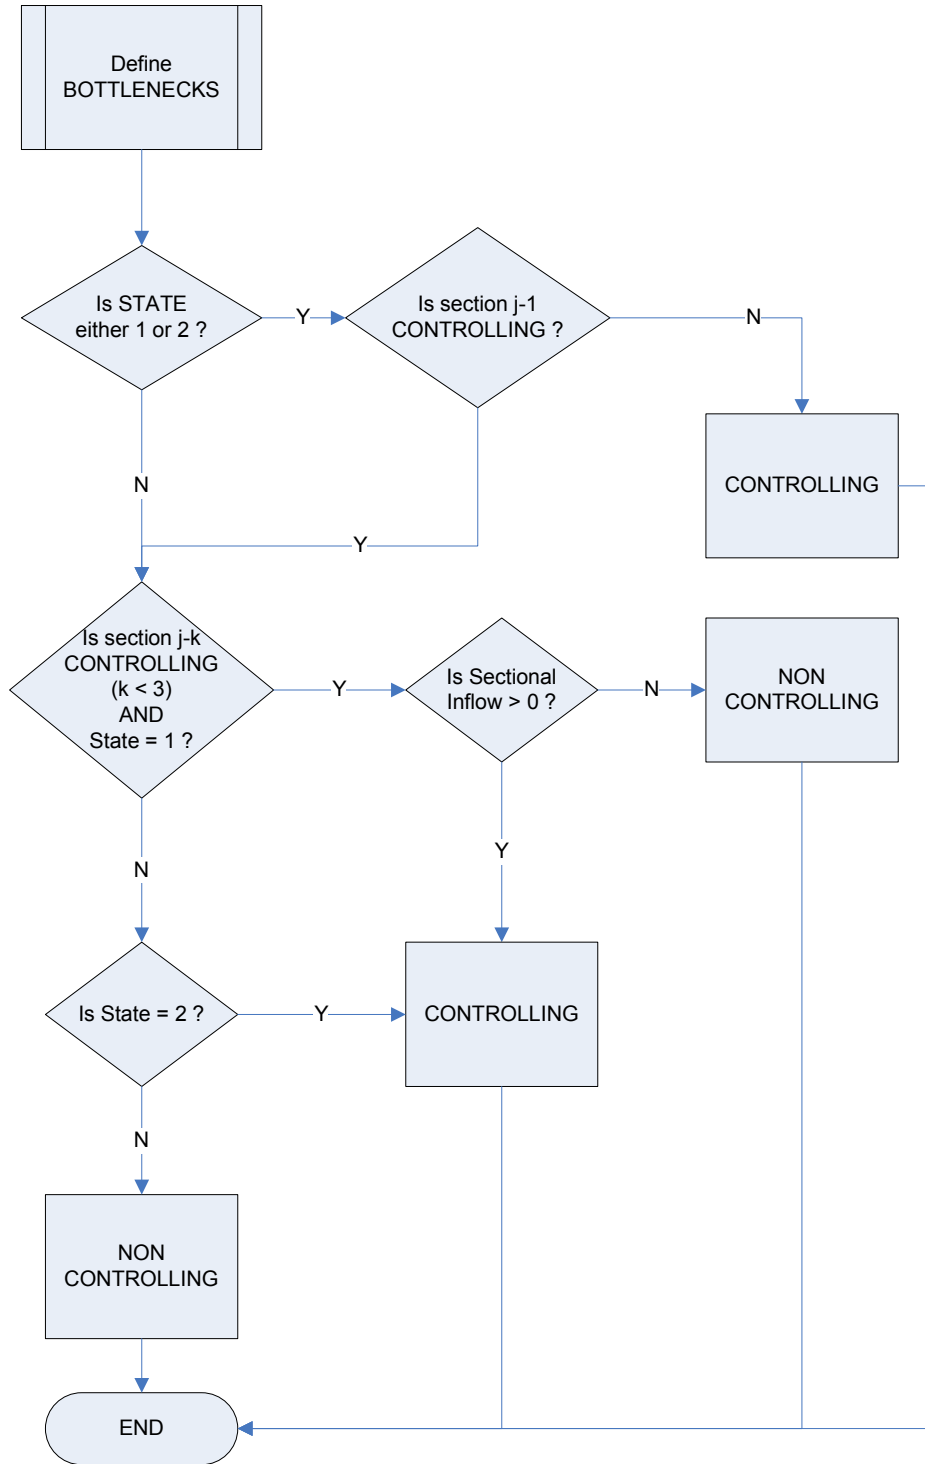 Define
BOTTLENECKS
Is STATE
either 1 or 2 ?
Y
Is section j-1
CONTROLLING ?
N
CONTROLLING
N
Y
Is section j-k
CONTROLLING
(k < 3)
AND
State = 1 ?
Y
Is Sectional
Inflow > 0 ?
N
NON
CONTROLLING
N
Y
Is State = 2 ?
Y
CONTROLLING
N
NON
CONTROLLING
END